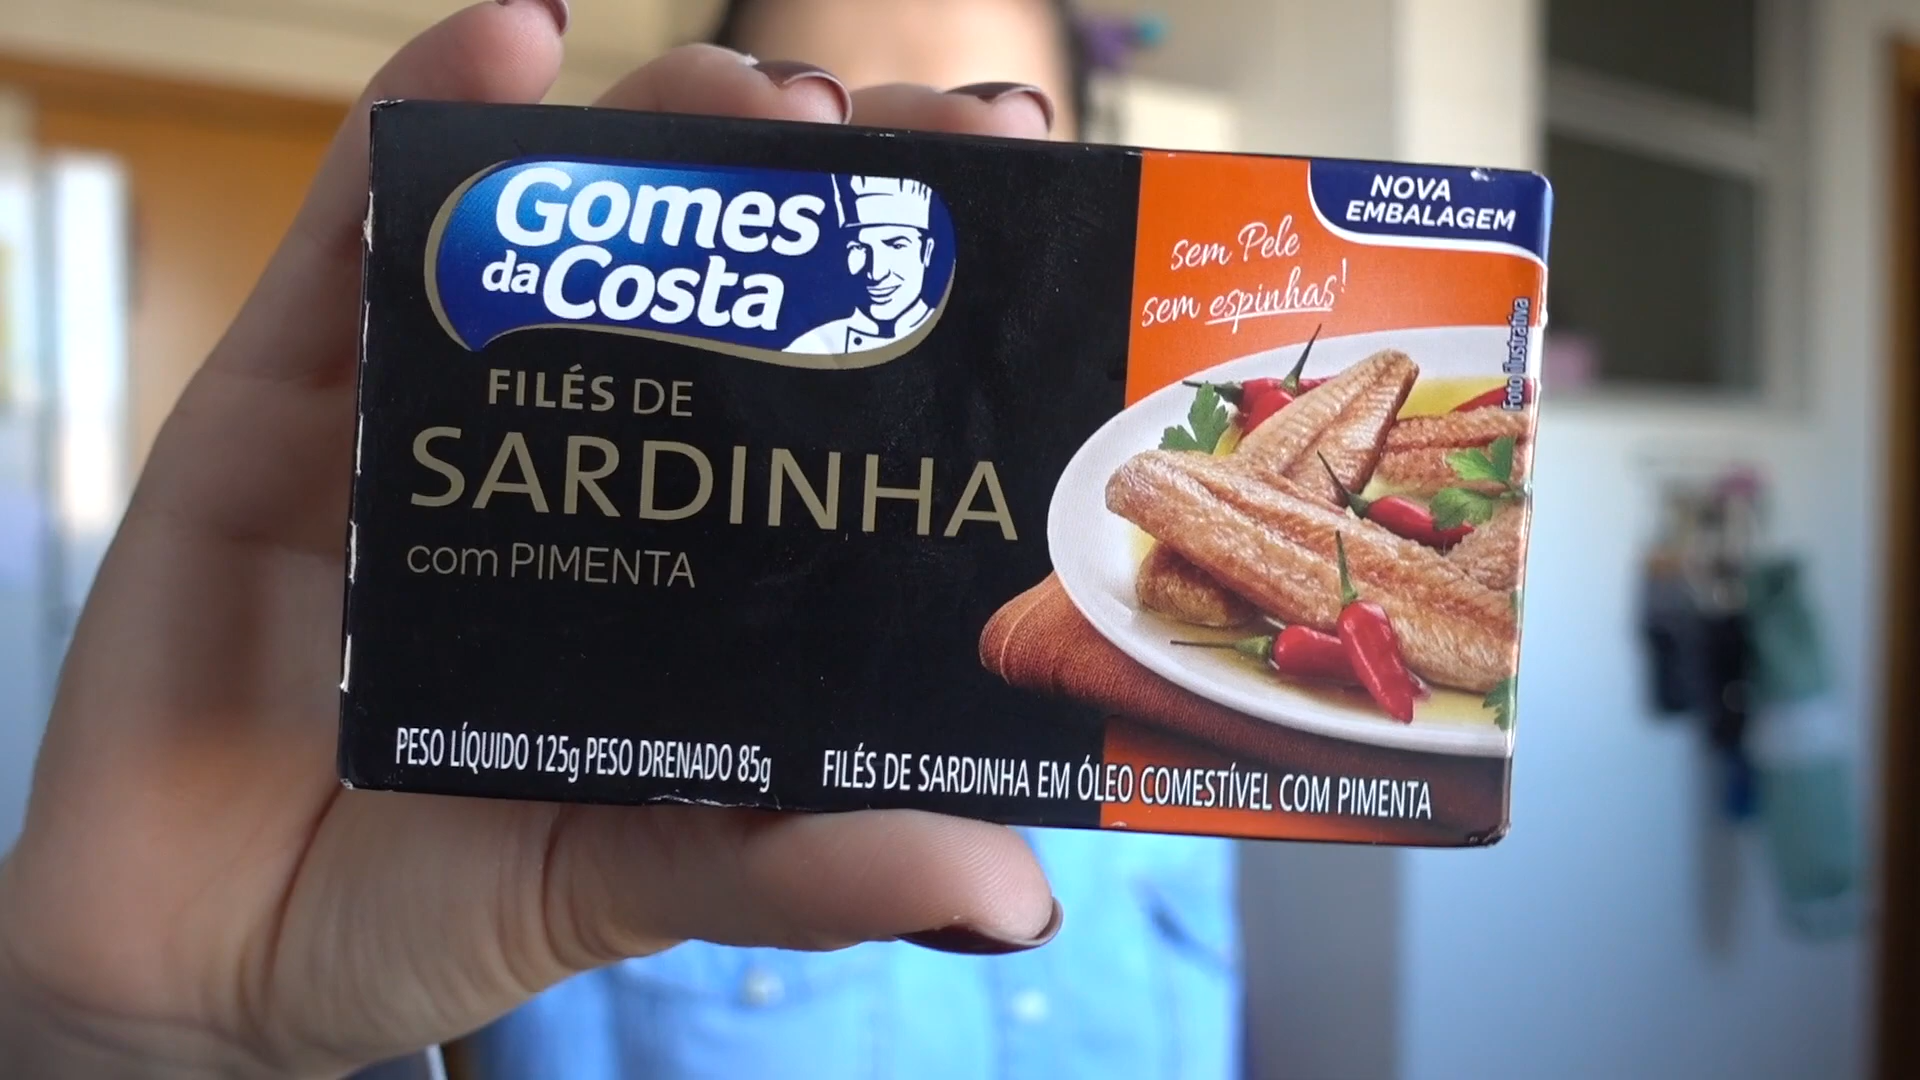 Gomes
da Costa
FILÉS DE
SARDINHA
com PIMENTA
PESO LÍQUIDO 125g PESO DRENADO 85g
FILÉS DE SARDINHA EM ÓLEO COMESTÍVEL COM PIMENTA
sem Pele
sem espinhas!
NOVA
EMBALAGEM
Foto ilustrativa